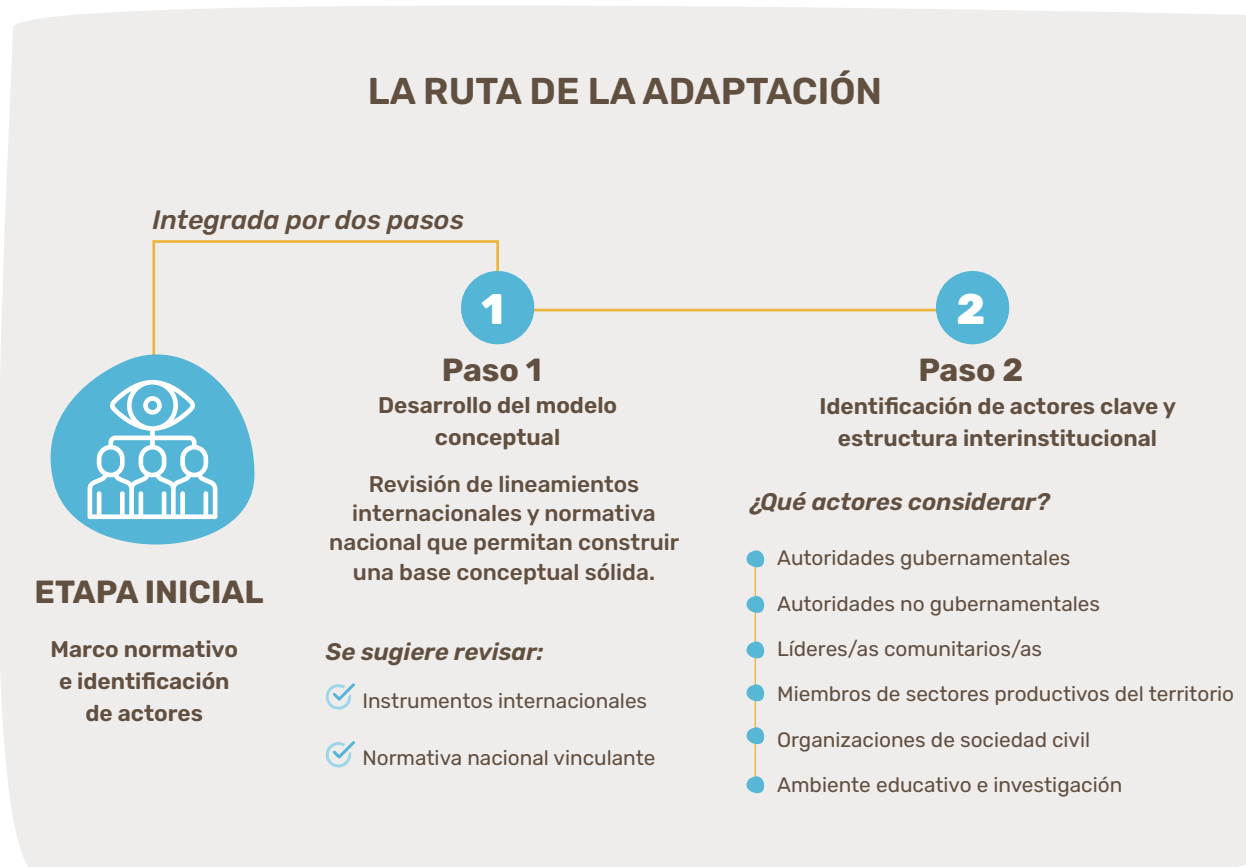 LA RUTA DE LA ADAPTACIÓN
Integrada por dos pasos
ETAPA INICIAL
Marco normativo
e identificación
de actores
1
Paso 1
Desarrollo del modelo
conceptual
Revisión de lineamientos
internacionales y normativa
nacional que permitan construir
una base conceptual sólida.
Se sugiere revisar:
Instrumentos internacionales
Normativa nacional vinculante
2
Paso 2
Identificación de actores clave y
estructura interinstitucional
¿Qué actores considerar?
Autoridades gubernamentales
Autoridades no gubernamentales
Líderes/as comunitarios/as
Miembros de sectores productivos del territorio
Organizaciones de sociedad civil
Ambiente educativo e investigación